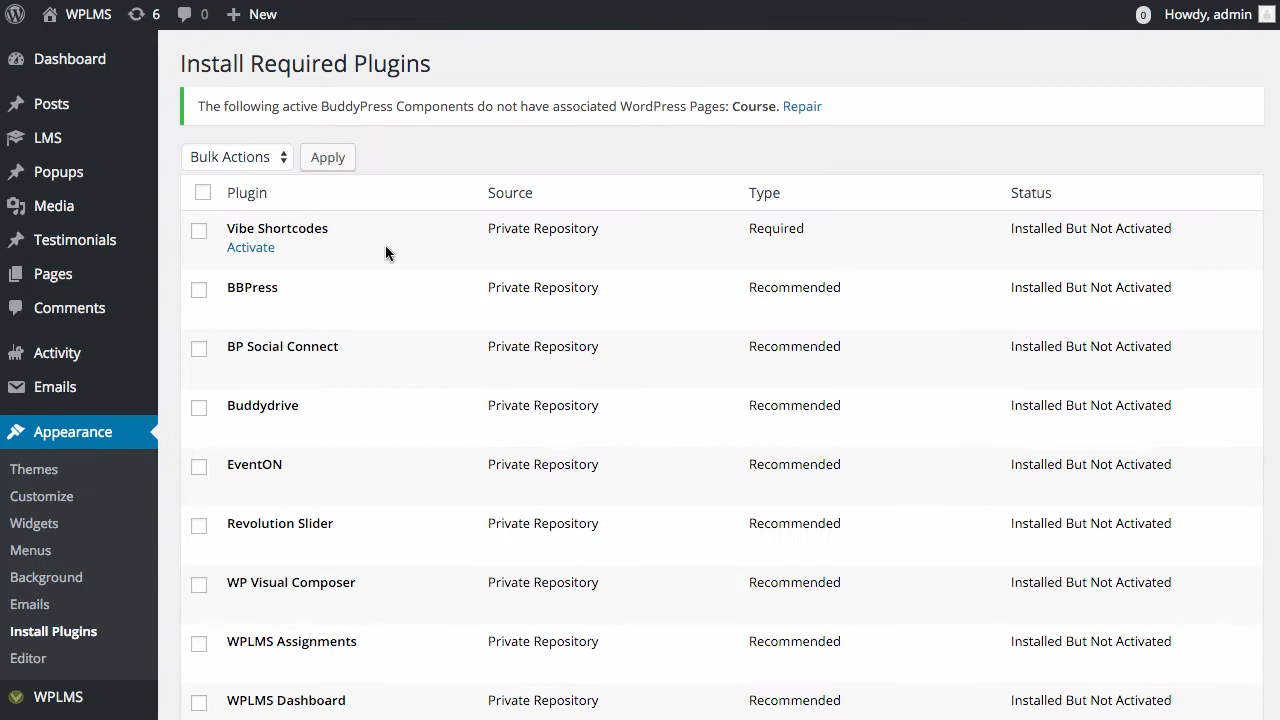 WPLMS 6 0 New 0 Howdy, admin
Dashboard
Posts
LMS
Popups
Media
Testimonials
Pages
Comments
Activity
Emails
Appearance
Themes
Customize
Widgets
Menus
Background
Emails
Install Plugins
Editor
WPLMS
Install Required Plugins
The following active BuddyPress Components do not have associated WordPress Pages: Course. Repair
Bulk Actions Apply
Plugin Source Type Status
Vibe Shortcodes Private Repository Required Installed But Not Activated
Activate
BBPress Private Repository Recommended Installed But Not Activated
BP Social Connect Private Repository Recommended Installed But Not Activated
Buddydrive Private Repository Recommended Installed But Not Activated
EventON Private Repository Recommended Installed But Not Activated
Revolution Slider Private Repository Recommended Installed But Not Activated
WP Visual Composer Private Repository Recommended Installed But Not Activated
WPLMS Assignments Private Repository Recommended Installed But Not Activated
WPLMS Dashboard Private Repository Recommended Installed But Not Activated